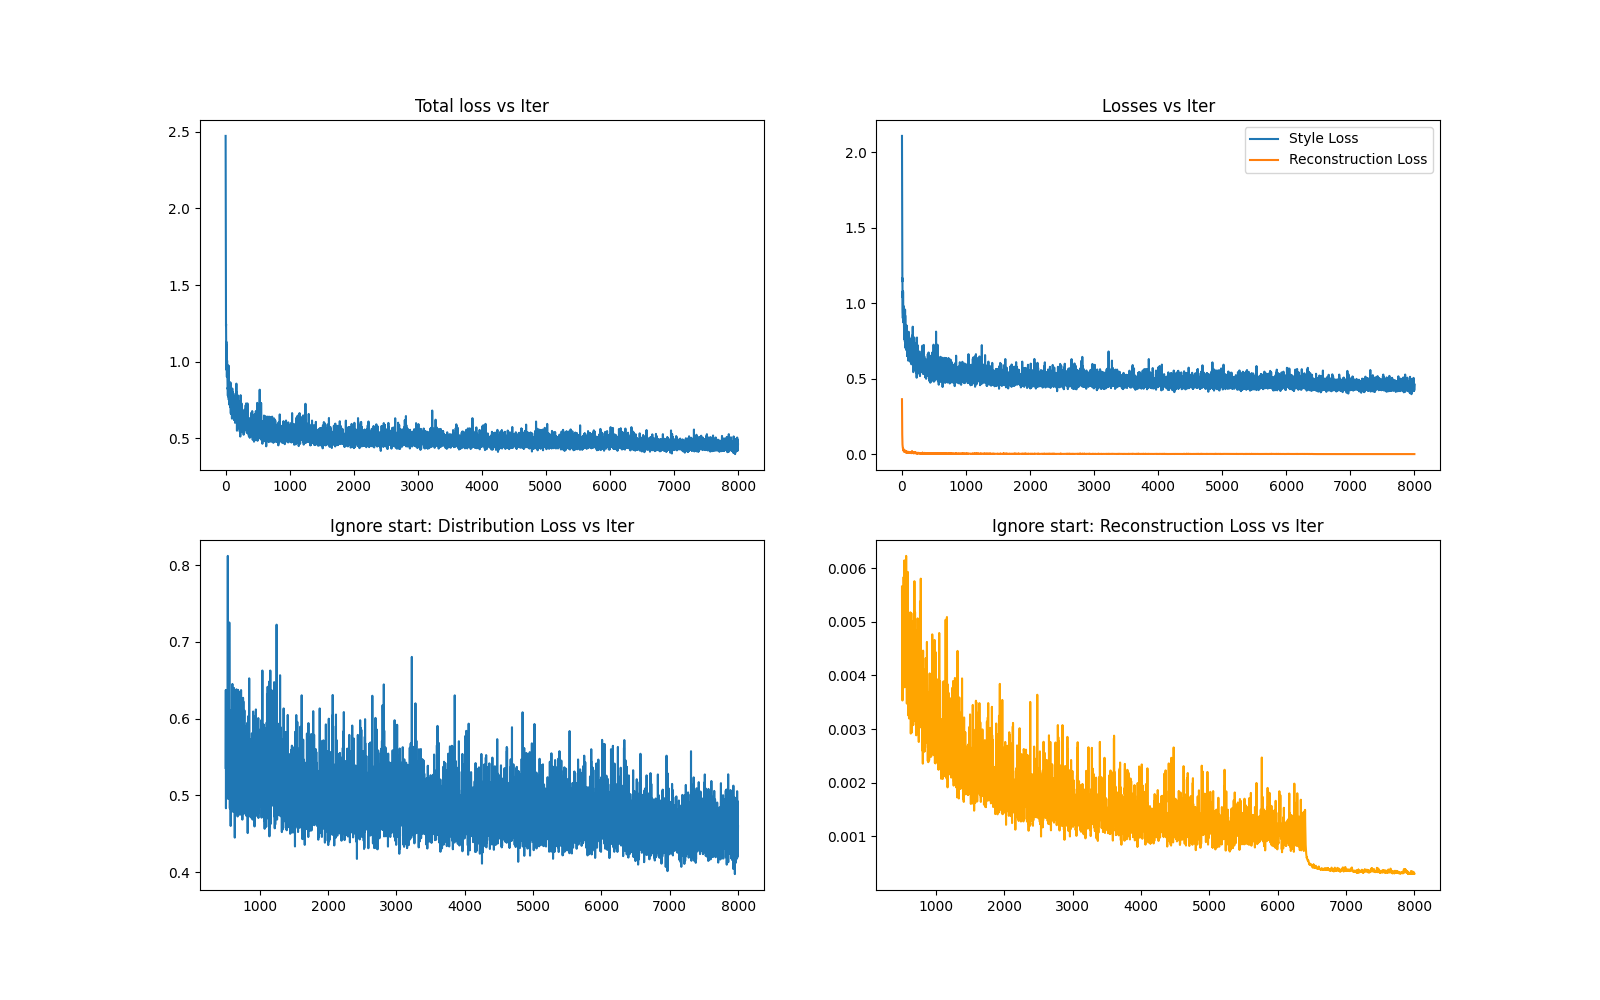 Total loss vs Iter
2.5
2.0
1.5
1.0
0.5
0 1000 2000 3000 4000 5000 6000 7000 8000
Losses vs Iter
Style Loss
Reconstruction Loss
2.0
1.5
1.0
0.5
0.0
0 1000 2000 3000 4000 5000 6000 7000 8000
Ignore start: Distribution Loss vs Iter
0.8
0.7
0.6
0.5
0.4
1000 2000 3000 4000 5000 6000 7000 8000
Ignore start: Reconstruction Loss vs Iter
0.006
0.005
0.004
0.003
0.002
0.001
1000 2000 3000 4000 5000 6000 7000 8000